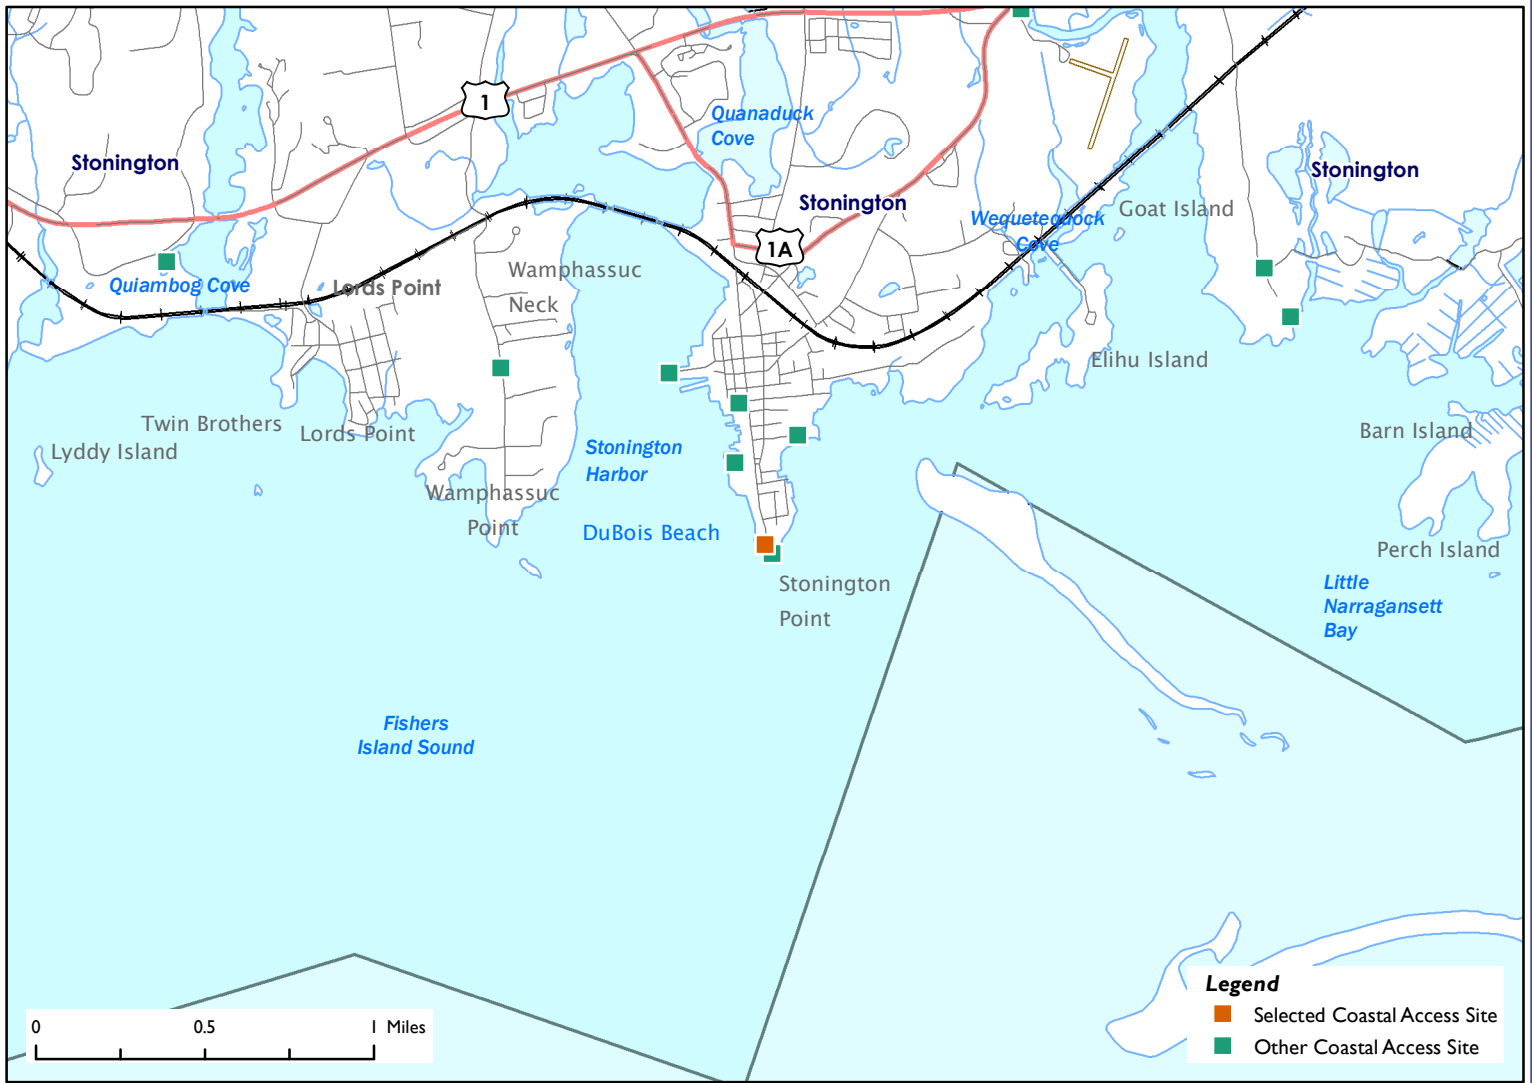 1
Quanaduck
Cove
Stonington
Stonington
Stonington
Wequetequock
Cove
Goat Island
1A
Wamphassuc
Neck
Quiambog Cove
Lords Point
Elihu Island
Twin Brothers
Lords Point
Lyddy Island
Barn Island
Stonington
Harbor
Wamphassuc
Point
DuBois Beach
Perch Island
Stonington
Point
Little
Narragansett
Bay
Fishers
Island Sound
Legend
Selected Coastal Access Site
Other Coastal Access Site
0 0.5 1 Miles